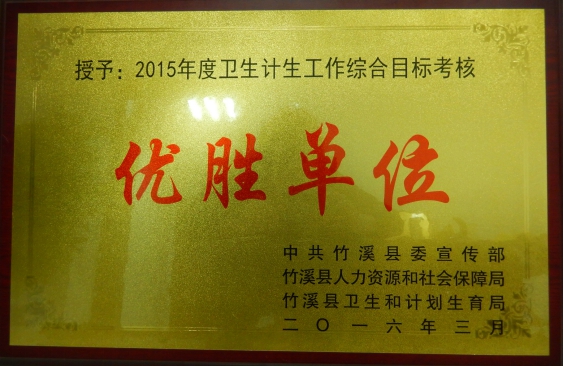 授予：2015年度卫生计生工作综合目标考核
优胜单位
中共竹溪县委宣传部
竹溪县人力资源和社会保障局
竹溪县卫生和计划生育局
二〇一六年三月